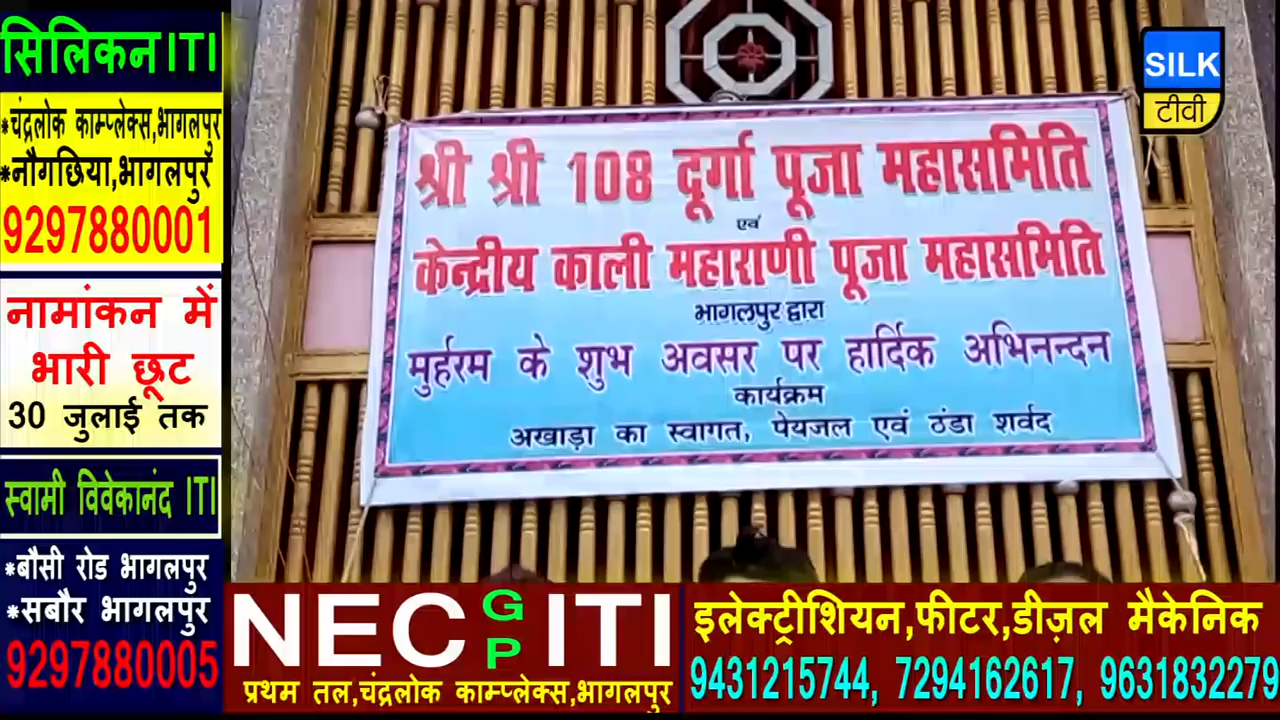 सिलिकन ITI
*चंद्रलोक काम्प्लेक्स,भागलपुर
*नौगछिया,भागलपुर
9297880001
नामांकन में
भारी छूट
30 जुलाई तक
स्वामी विवेकानंद ITI
*बौसी रोड भागलपुर
*सबौर भागलपुर
9297880005
SILK
टीवी
श्री श्री 108 दूर्गा पूजा महासमिति
एवं
केन्द्रीय काली महाराणी पूजा महासमिति
भागलपुर द्वारा
मुर्हरम के शुभ अवसर पर हार्दिक अभिनन्दन
कार्यक्रम
अखाड़ा का स्वागत, पेयजल एवं ठंडा शर्वद
NEC GP ITI
प्रथम तल,चंद्रलोक काम्प्लेक्स,भागलपुर
इलेक्ट्रीशियन,फीटर,डीज़ल मैकेनिक
9431215744, 7294162617, 9631832279